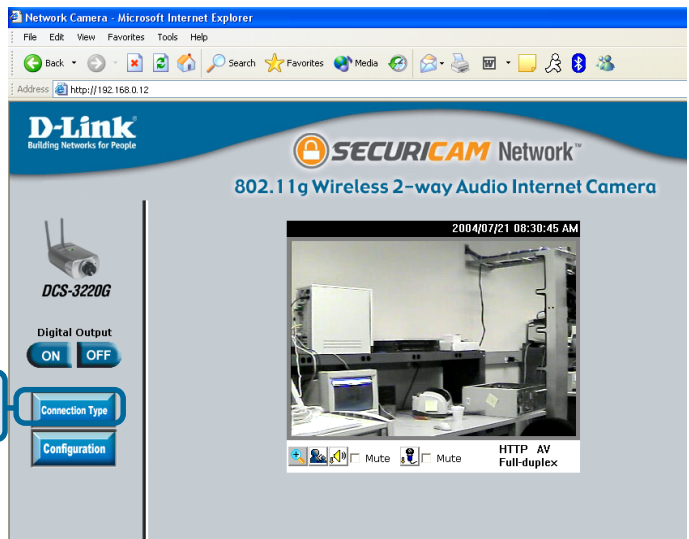 Network Camera - Microsoft Internet Explorer
File Edit View Favorites Tools Help
Back Search Favorites Media
Address http://192.168.0.12
D-Link®
Building Networks for People
SECURICAM Network™
802.11g Wireless 2-way Audio Internet Camera
2004/07/21 08:30:45 AM
DCS-3220G
Digital Output
ON OFF
Connection Type
Configuration
Mute Mute
HTTP AV
Full-duplex